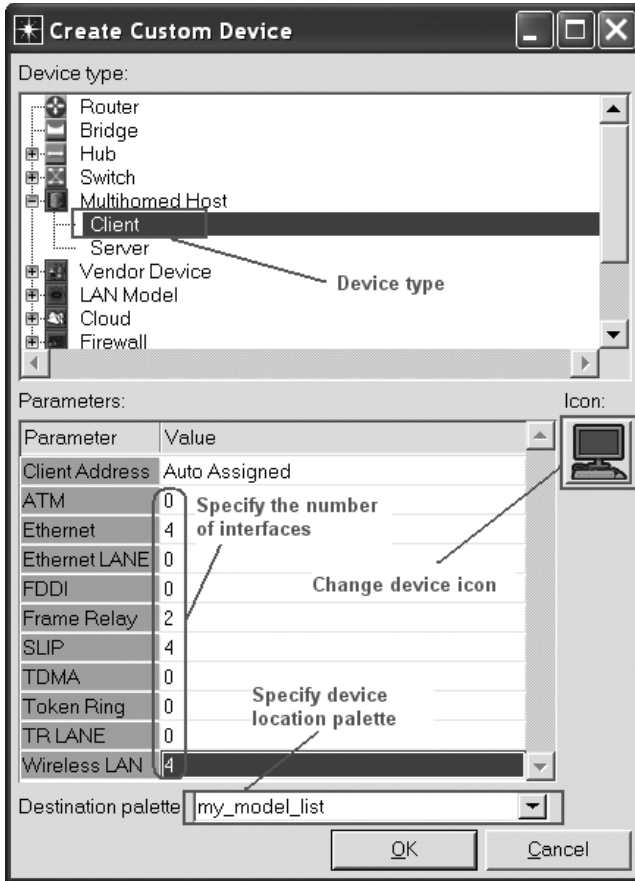 Create Custom Device
Device type:
Router
Bridge
Hub
Switch
Multihomed Host
Client
Server
Vendor Device
LAN Model
Cloud
Firewall
Device type
Parameters:
Icon:
Parameter Value
Client Address Auto Assigned
ATM 0
Ethernet 4
Ethernet LANE 0
FDDI 0
Frame Relay 2
SLIP 4
TDMA 0
Token Ring 0
TR LANE 0
Wireless LAN 4
Specify the number
of interfaces
Change device icon
Specify device
location palette
Destination palette my_model_list
OK Cancel